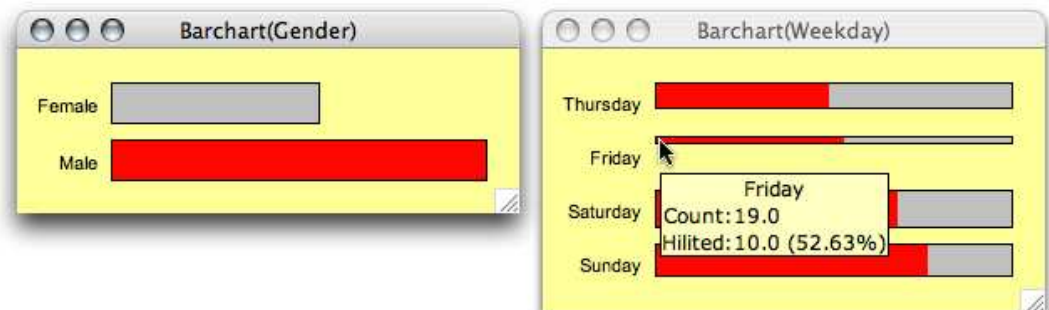 Barchart(Gender)
Female
Male
Barchart(Weekday)
Thursday
Friday
Friday
Count:19.0
Hilited:10.0 (52.63%)
Saturday
Sunday